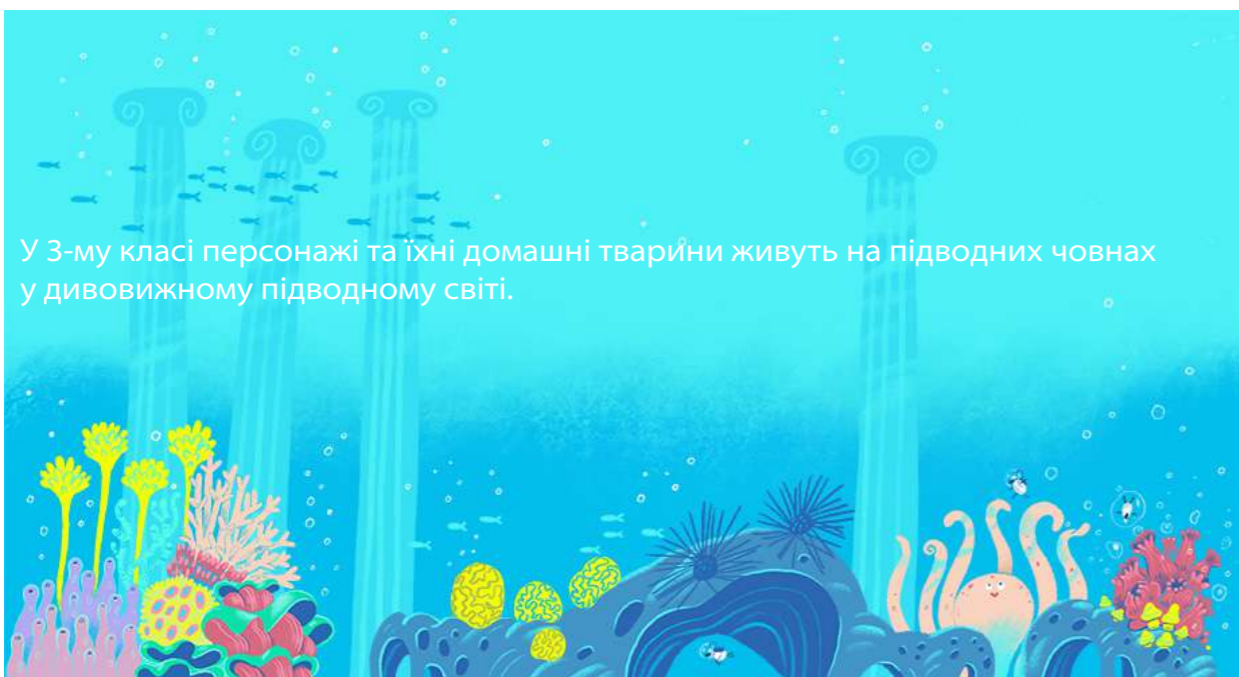 У 3-му класі персонажі та їхні домашні тварини живуть на підводних човнах
у дивовижному підводному світі.